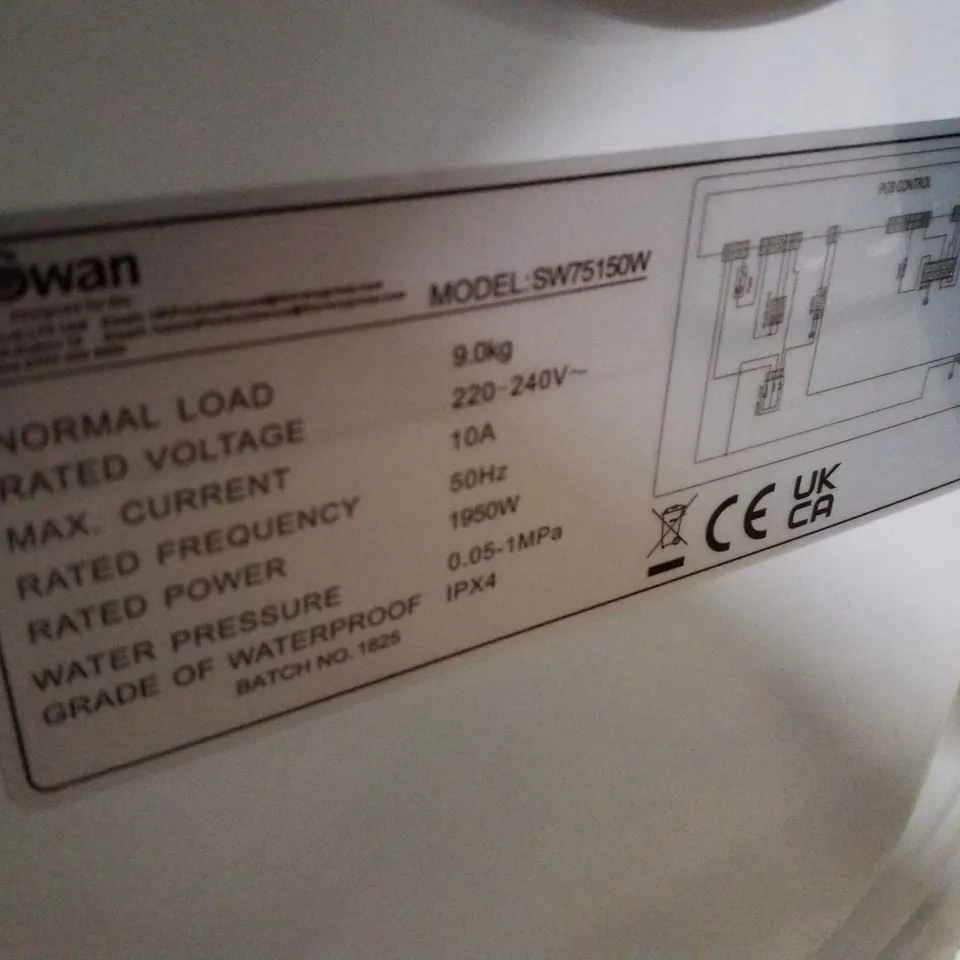 Swan
MODEL:SW75150W
NORMAL LOAD 9.0kg
RATED VOLTAGE 220-240V~
MAX. CURRENT 10A
RATED FREQUENCY 50Hz
RATED POWER 1950W
WATER PRESSURE 0.05-1MPa
GRADE OF WATERPROOF IPX4
BATCH NO. 1825
PCB CONTROL
CE
UK
CA